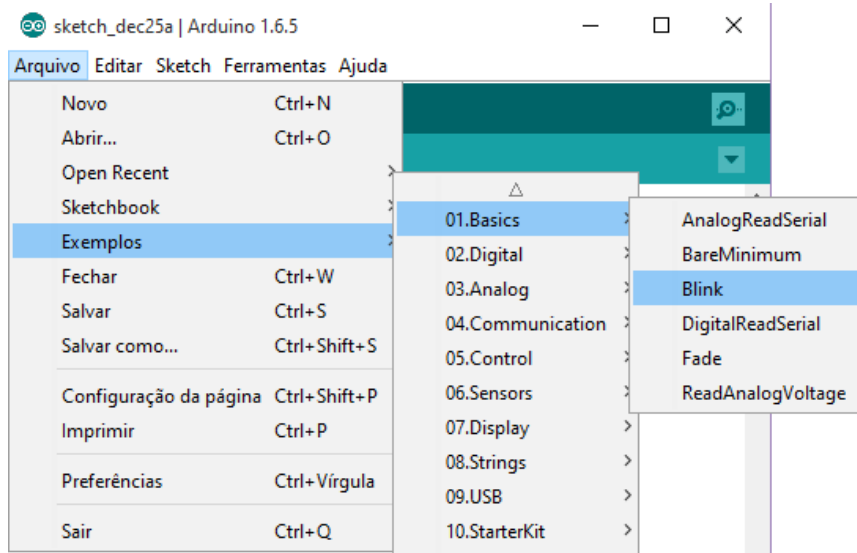 sketch_dec25a | Arduino 1.6.5
Arquivo Editar Sketch Ferramentas Ajuda
Novo Ctrl+N
Abrir... Ctrl+O
Open Recent
Sketchbook
Exemplos
Fechar Ctrl+W
Salvar Ctrl+S
Salvar como... Ctrl+Shift+S
Configuração da página Ctrl+Shift+P
Imprimir Ctrl+P
Preferências Ctrl+Vírgula
Sair Ctrl+Q
01.Basics
02.Digital
03.Analog
04.Communication
05.Control
06.Sensors
07.Display
08.Strings
09.USB
10.StarterKit
AnalogReadSerial
BareMinimum
Blink
DigitalReadSerial
Fade
ReadAnalogVoltage